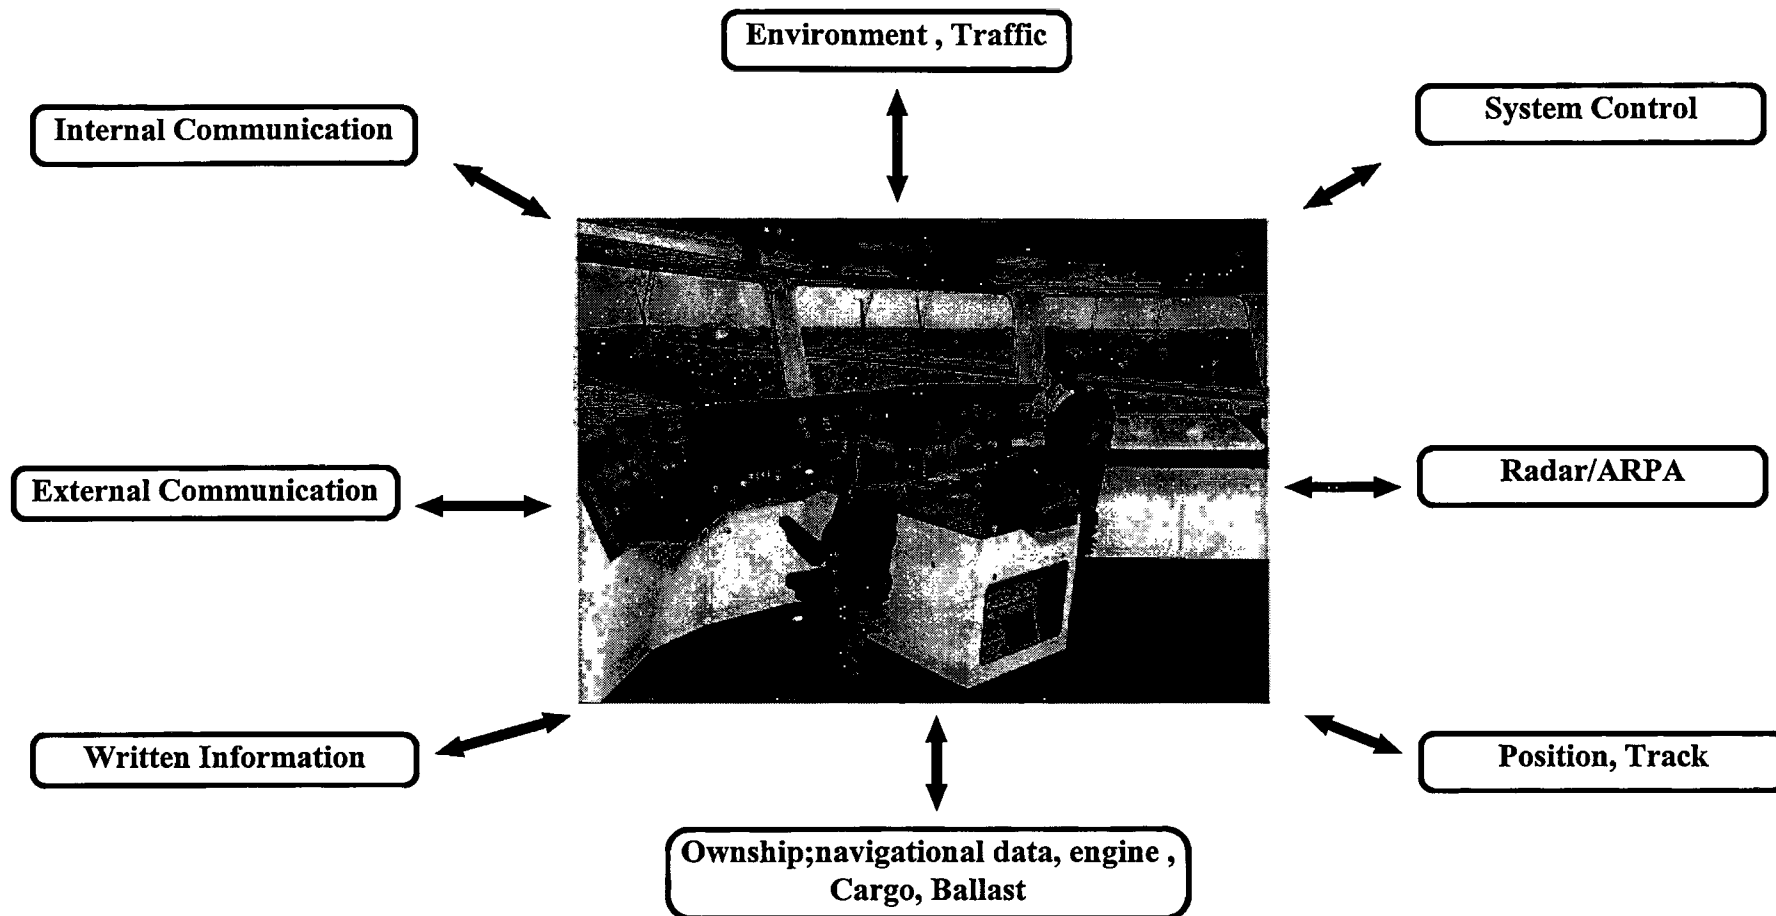 Environment , Traffic
System Control
Internal Communication
Radar/ARPA
External Communication
Written Information
Position, Track
Ownship;navigational data, engine ,
Cargo, Ballast